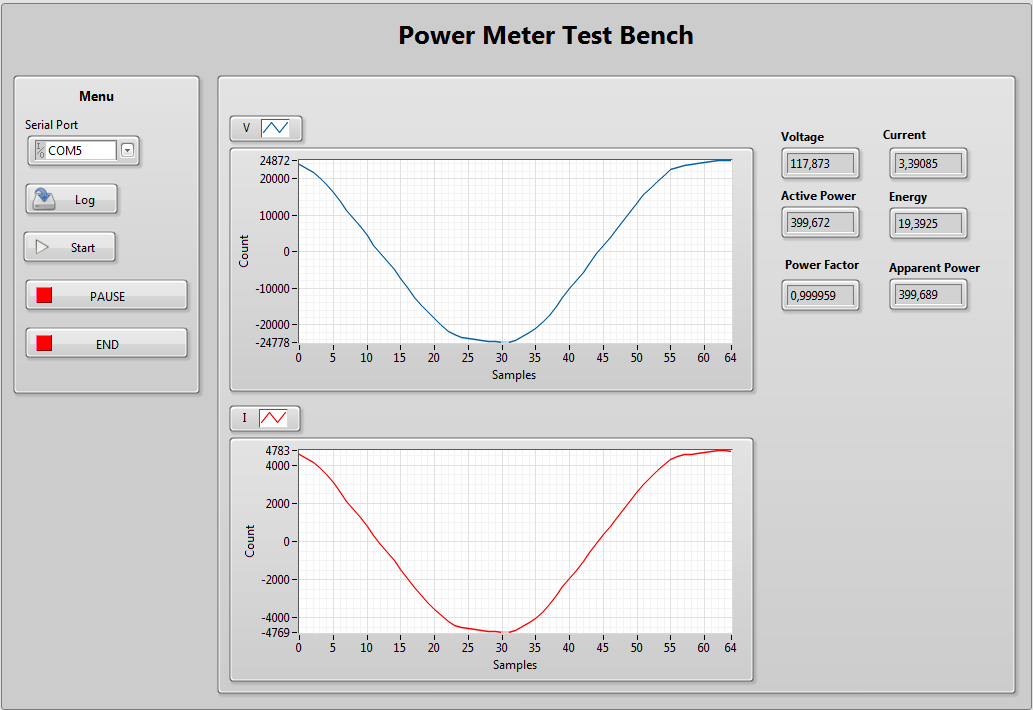 Power Meter Test Bench
Menu
Serial Port
I/O COM5
Log
Start
PAUSE
END
V
24872
20000
10000
0
-10000
-20000
-24778
Count
0 5 10 15 20 25 30 35 40 45 50 55 60 64
Samples
I
4783
4000
2000
0
-2000
-4000
-4769
Count
0 5 10 15 20 25 30 35 40 45 50 55 60 64
Samples
Voltage Current
117,873 3,39085
Active Power Energy
399,672 19,3925
Power Factor Apparent Power
0,999959 399,689